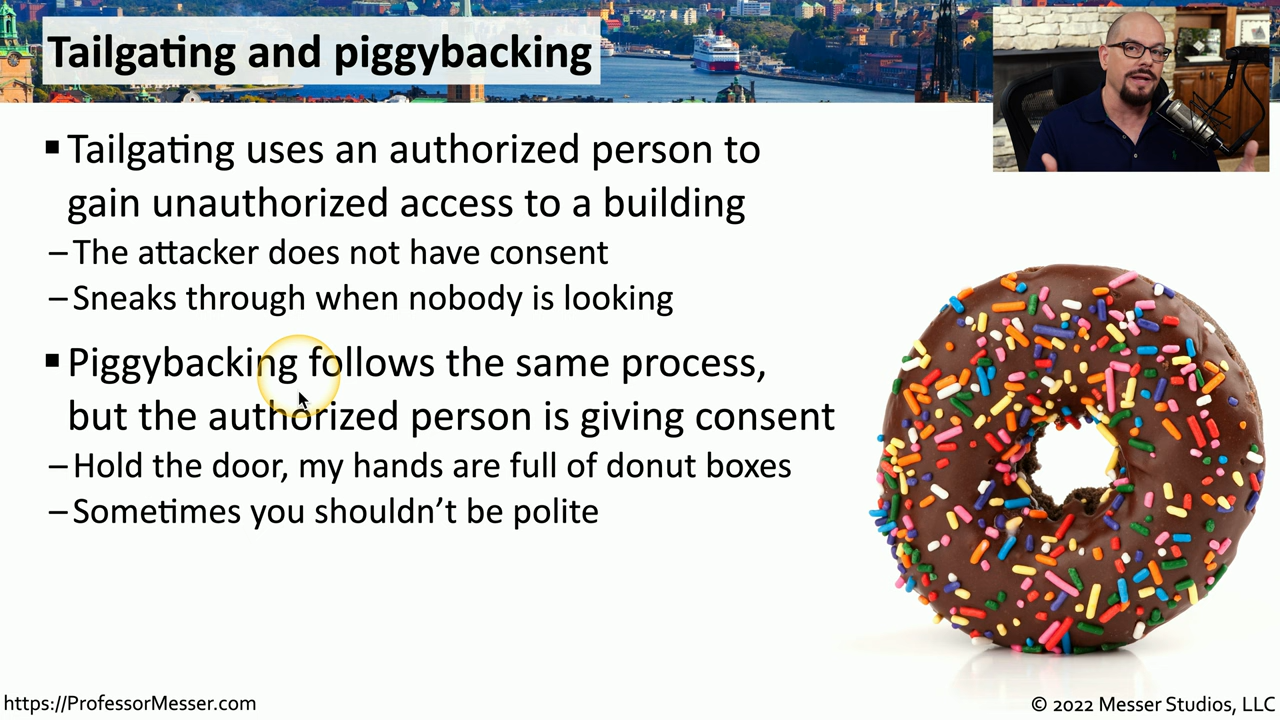 Tailgating and piggybacking
▪ Tailgating uses an authorized person to
gain unauthorized access to a building
– The attacker does not have consent
– Sneaks through when nobody is looking
▪ Piggybacking follows the same process,
but the authorized person is giving consent
– Hold the door, my hands are full of donut boxes
– Sometimes you shouldn’t be polite
https://ProfessorMesser.com
© 2022 Messer Studios, LLC